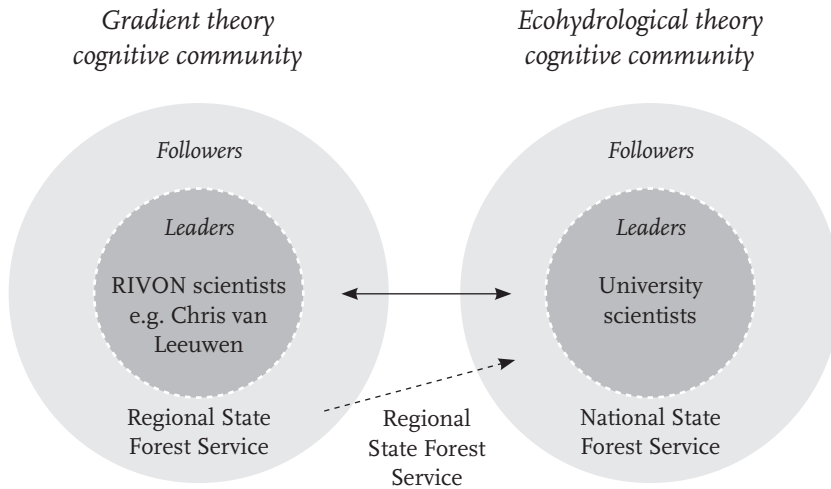 Gradient theory
cognitive community
Followers
Leaders
RIVON scientists
e.g. Chris van
Leeuwen
Regional State
Forest Service
Regional
State Forest
Service
Ecohydrological theory
cognitive community
Followers
Leaders
University
scientists
National State
Forest Service